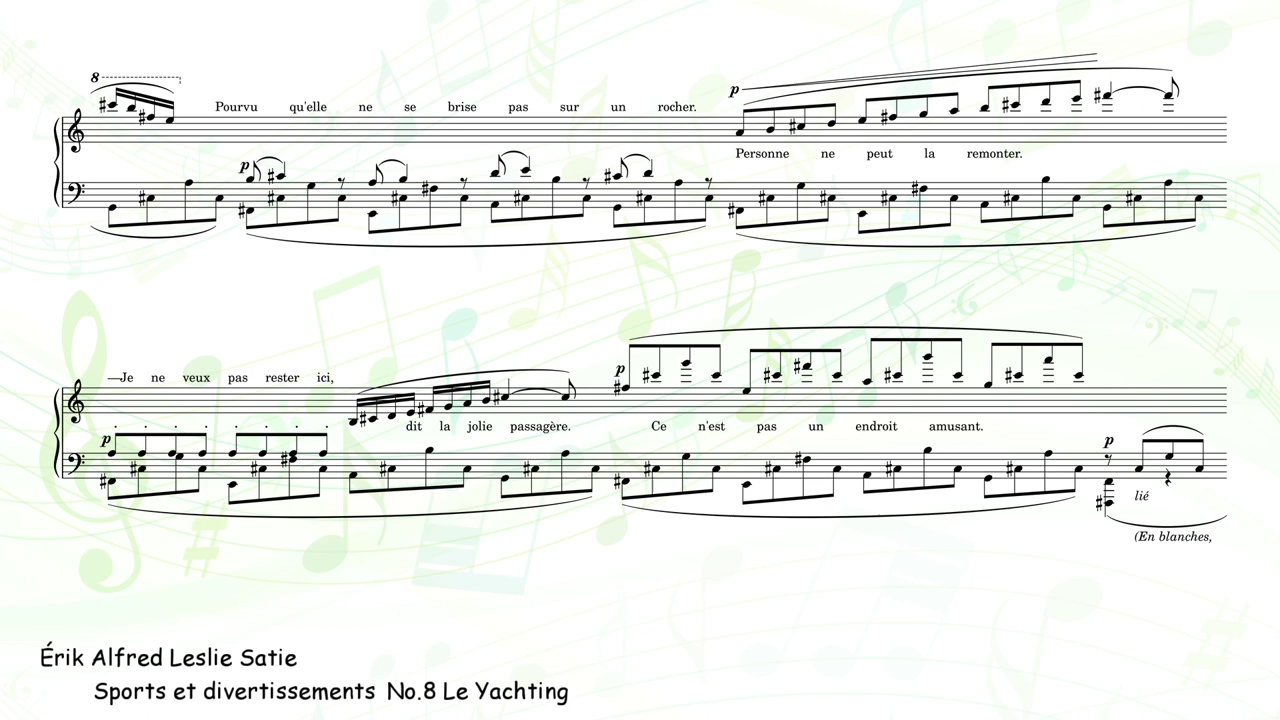 8
Pourvu qu'elle ne se brise pas sur un rocher.
p
p
Personne ne peut la remonter.
—Je ne veux pas rester ici,
p
dit la jolie passagère.
p
Ce n'est pas un endroit amusant.
p
lié
(En blanches,
Érik Alfred Leslie Satie
Sports et divertissements No.8 Le Yachting